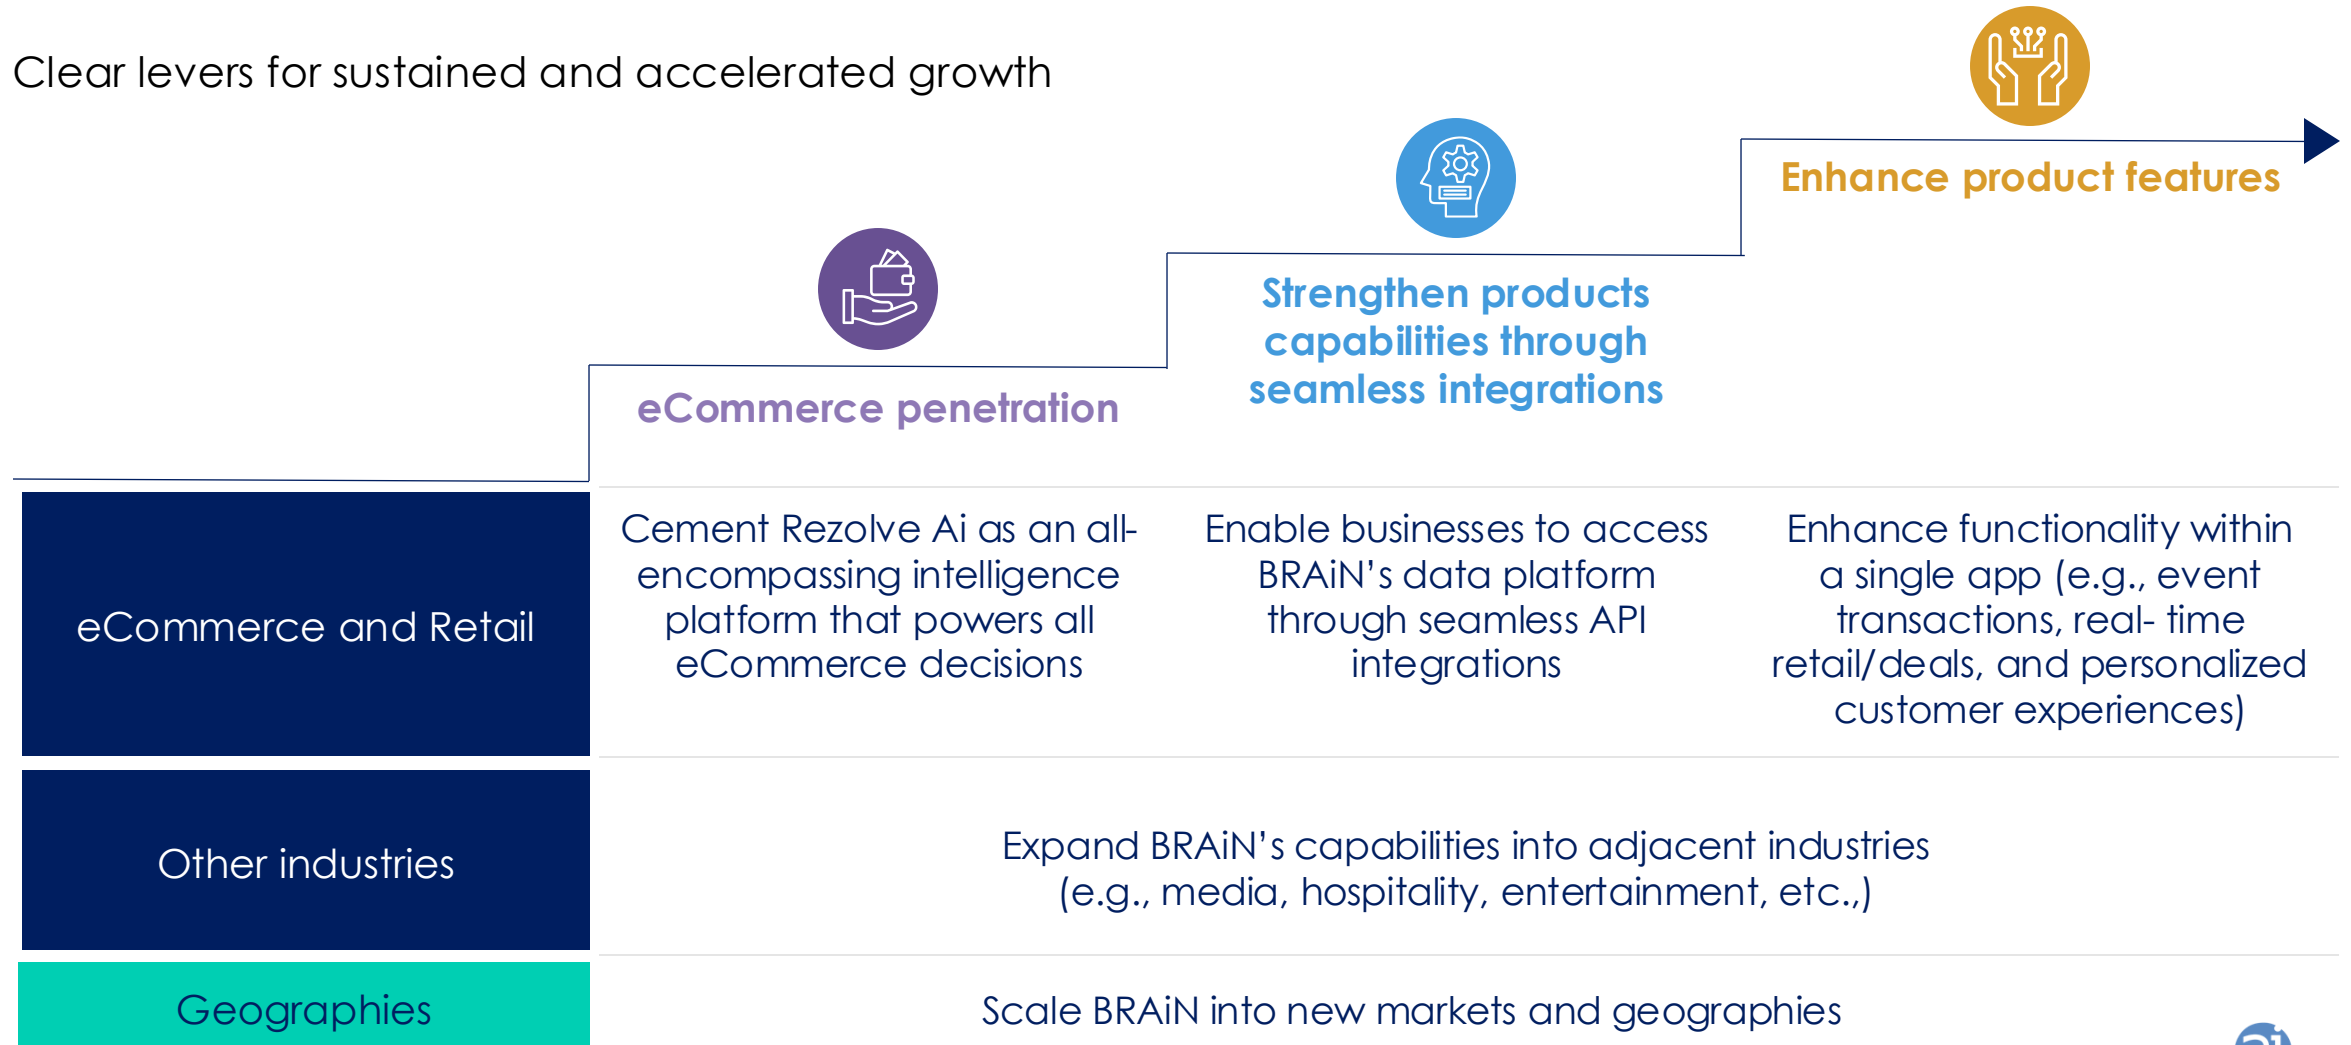 Clear levers for sustained and accelerated growth
Enhance product features
Strengthen products
capabilities through
seamless integrations
eCommerce penetration
eCommerce and Retail
Cement Rezolve Ai as an all-
encompassing intelligence
platform that powers all
eCommerce decisions
Enable businesses to access
BRAiN’s data platform
through seamless API
integrations
Enhance functionality within
a single app (e.g., event
transactions, real- time
retail/deals, and personalized
customer experiences)
Other industries
Expand BRAiN’s capabilities into adjacent industries
(e.g., media, hospitality, entertainment, etc.,)
Geographies
Scale BRAiN into new markets and geographies